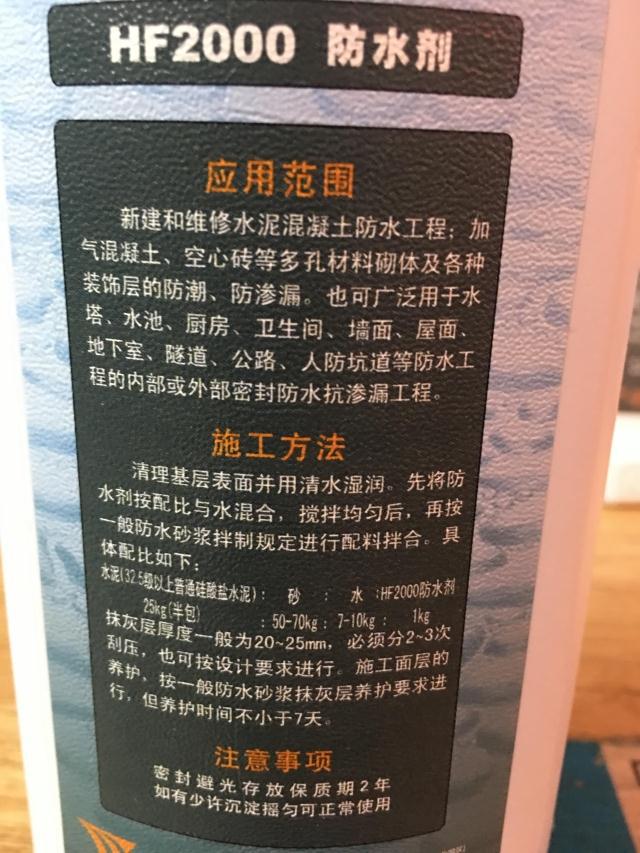 HF2000 防水剂
应用范围
新建和维修水泥混凝土防水工程；加
气混凝土、空心砖等多孔材料砌体及各种
装饰层的防潮、防渗漏。也可广泛用于水
塔、水池、厨房、卫生间、墙面、屋面、
地下室、隧道、公路、人防坑道等防水工
程的内部或外部密封防水抗渗漏工程。
施工方法
清理基层表面并用清水湿润。先将防
水剂按配比与水混合，搅拌均匀后，再按
一般防水砂浆拌制规定进行配料拌合。具
体配比如下：
水泥(32.5级以上普通硅酸盐水泥)： 砂 ： 水 ：HF2000防水剂
25kg(半包) ：50-70kg：7-10kg： 1kg
抹灰层厚度一般为20~25mm，必须分2~3次
刮压，也可按设计要求进行。施工面层的
养护、按一般防水砂浆抹灰层养护要求进
行，但养护时间不小于7天。
注意事项
密封避光存放保质期2年
如有少许沉淀摇匀可正常使用